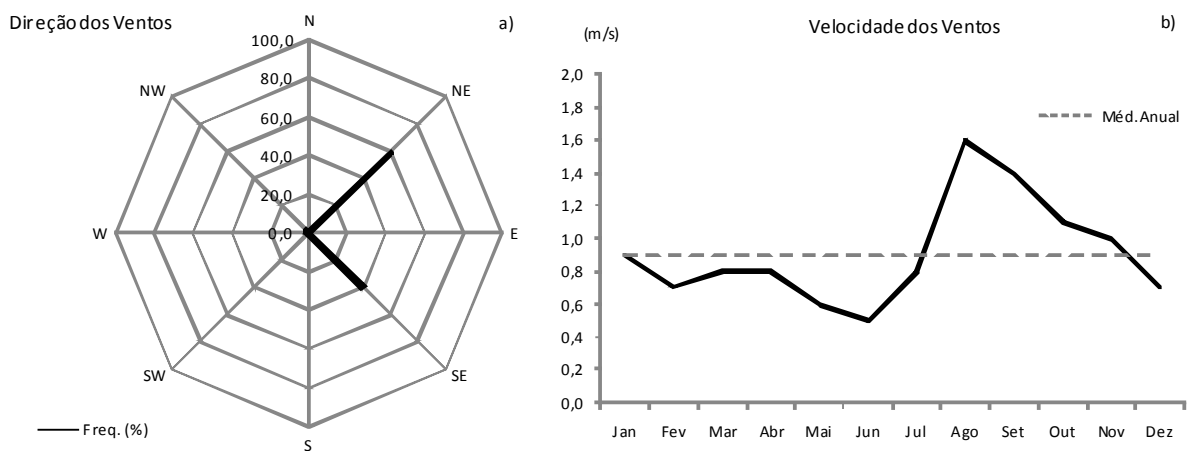 Direção dos Ventos
a)
N
NE
E
SE
S
SW
W
NW
100,0
80,0
60,0
40,0
20,0
0,0
Freq. (%)
Velocidade dos Ventos
b)
(m/s)
2,0
1,8
1,6
1,4
1,2
1,0
0,8
0,6
0,4
0,2
0,0
Méd. Anual
Jan Fev Mar Abr Mai Jun Jul Ago Set Out Nov Dez